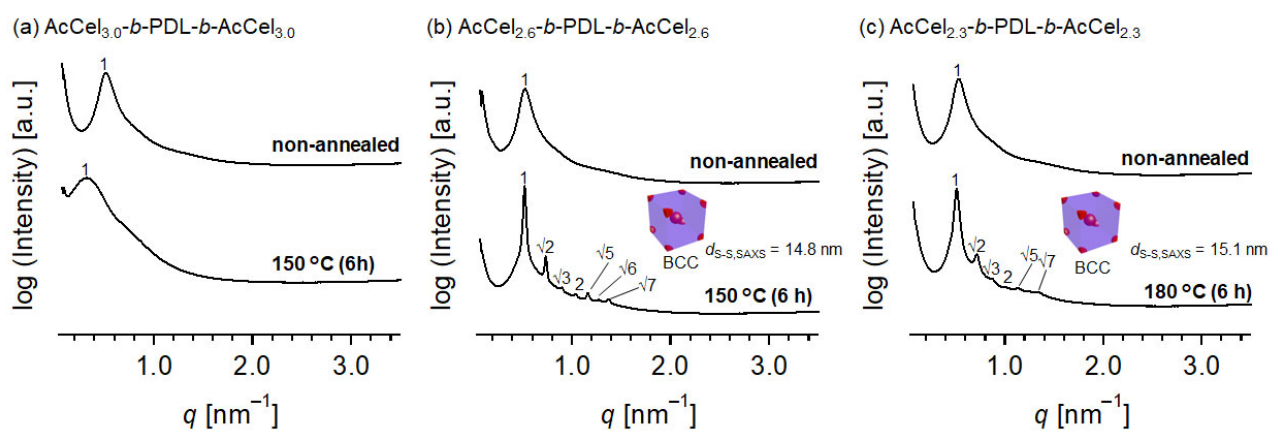 (a) AcCel3.0-b-PDL-b-AcCel3.0
log (Intensity) [a.u.]
1
non-annealed
1
150 °C (6h)
1.0 2.0 3.0
q [nm−1]
(b) AcCel2.6-b-PDL-b-AcCel2.6
log (Intensity) [a.u.]
1
non-annealed
1
√2
√3
2
√5
√6
√7
BCC
dS-S,SAXS = 14.8 nm
150 °C (6 h)
1.0 2.0 3.0
q [nm−1]
(c) AcCel2.3-b-PDL-b-AcCel2.3
log (Intensity) [a.u.]
1
non-annealed
1
√2
√3
2
√5
√7
BCC
dS-S,SAXS = 15.1 nm
180 °C (6 h)
1.0 2.0 3.0
q [nm−1]